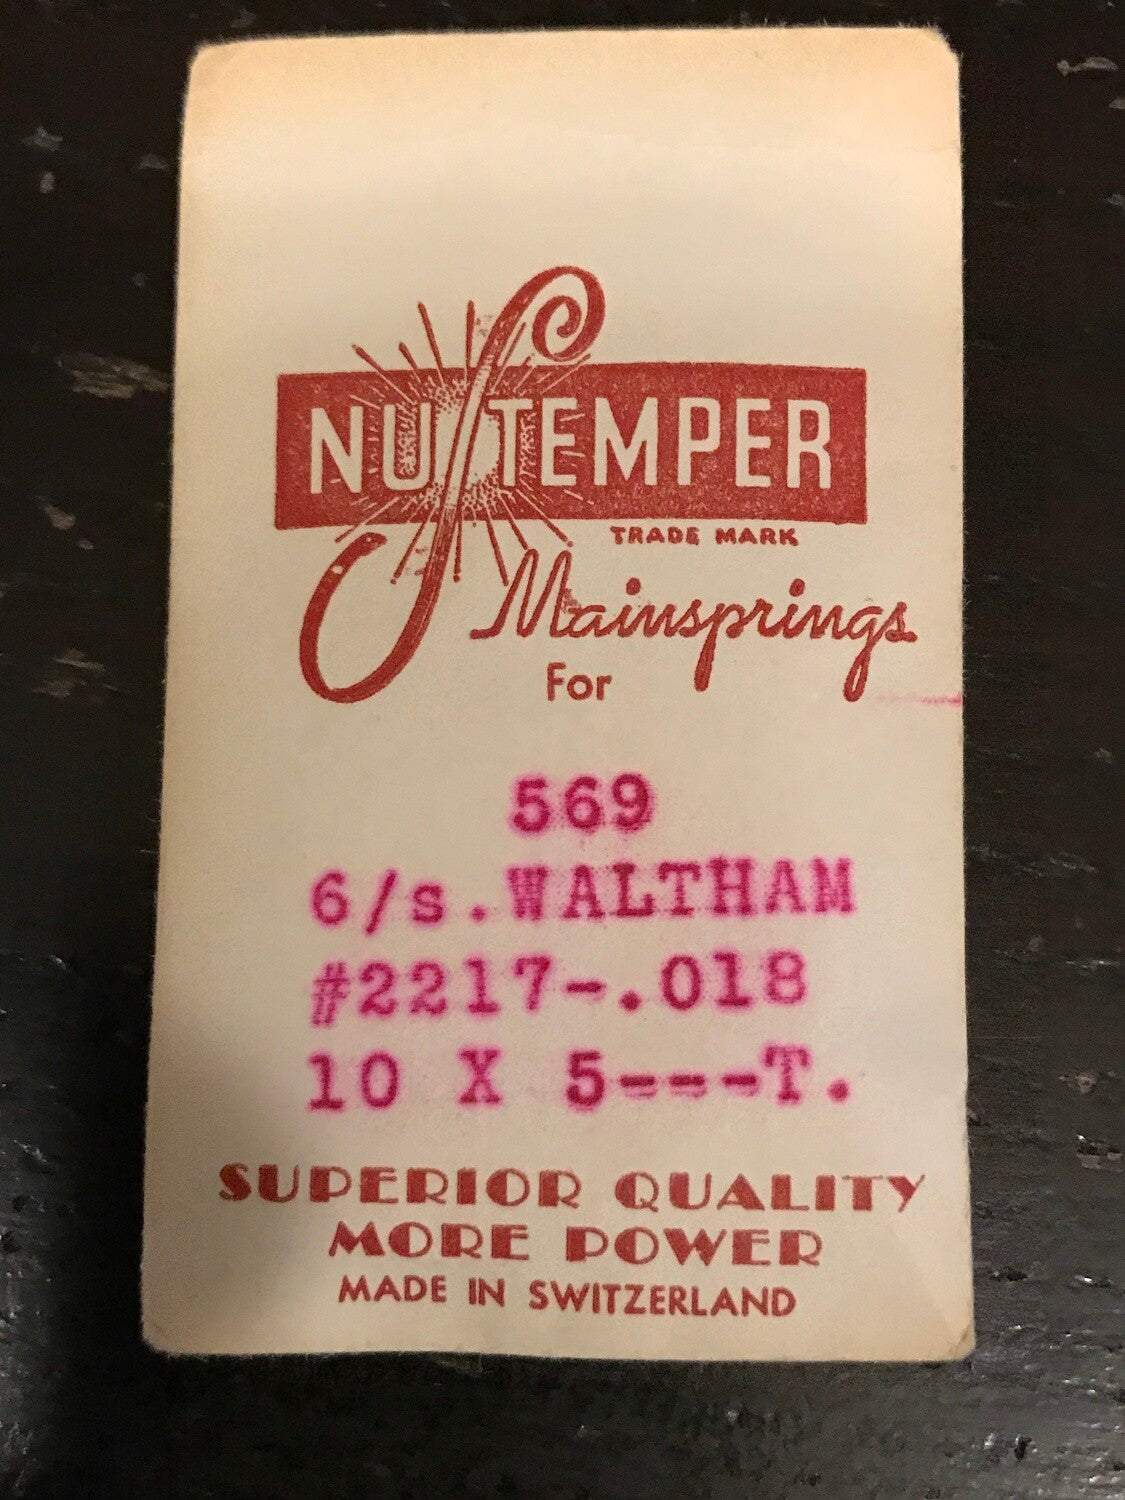 NU TEMPER
TRADE MARK
Mainsprings
For
569
6/s.WALTHAM
#2217-.018
10 X 5---T.
SUPERIOR QUALITY
MORE POWER
MADE IN SWITZERLAND